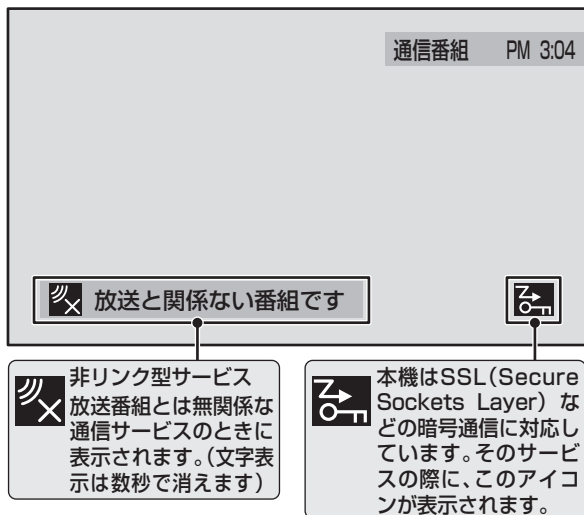 通信番組 PM 3:04
放送と関係ない番組です
非リンク型サービス
放送番組とは無関係な
通信サービスのときに
表示されます。(文字表
示は数秒で消えます)
本機はSSL(Secure
Sockets Layer) な
どの暗号通信に対応し
ています。そのサービ
スの際に、このアイコ
ンが表示されます。